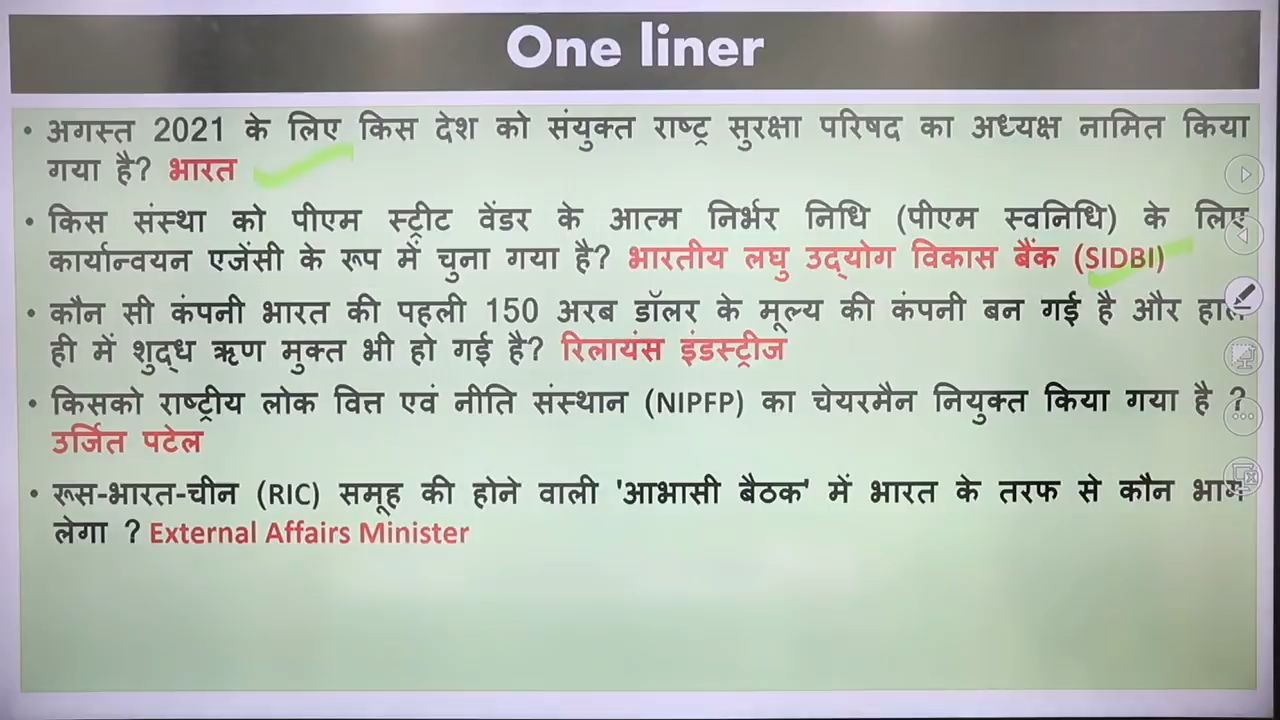 One liner
• अगस्त 2021 के लिए किस देश को संयुक्त राष्ट्र सुरक्षा परिषद का अध्यक्ष नामित किया
गया है? भारत
• किस संस्था को पीएम स्ट्रीट वेंडर के आत्म निर्भर निधि (पीएम स्वनिधि) के लिए
कार्यान्वयन एजेंसी के रूप में चुना गया है? भारतीय लघु उद्योग विकास बैंक (SIDBI)
• कौन सी कंपनी भारत की पहली 150 अरब डॉलर के मूल्य की कंपनी बन गई है और हाल
ही में शुद्ध ऋण मुक्त भी हो गई है? रिलायंस इंडस्ट्रीज
• किसको राष्ट्रीय लोक वित्त एवं नीति संस्थान (NIPFP) का चेयरमैन नियुक्त किया गया है ?
उर्जित पटेल
• रूस-भारत-चीन (RIC) समूह की होने वाली 'आभासी बैठक' में भारत के तरफ से कौन भाग
लेगा ? External Affairs Minister